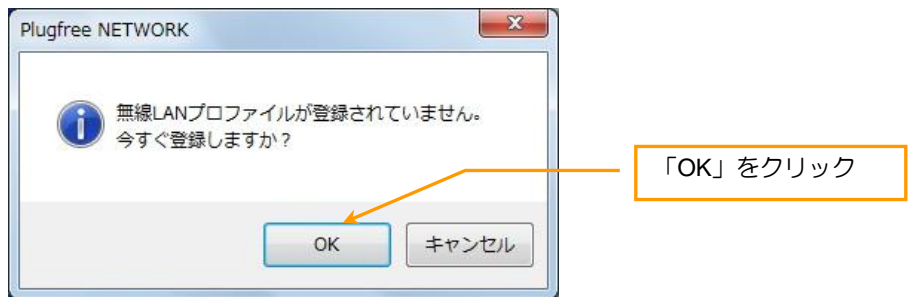 Plugfree NETWORK
無線LANプロファイルが登録されていません。
今すぐ登録しますか？
「OK」をクリック
OK
キャンセル